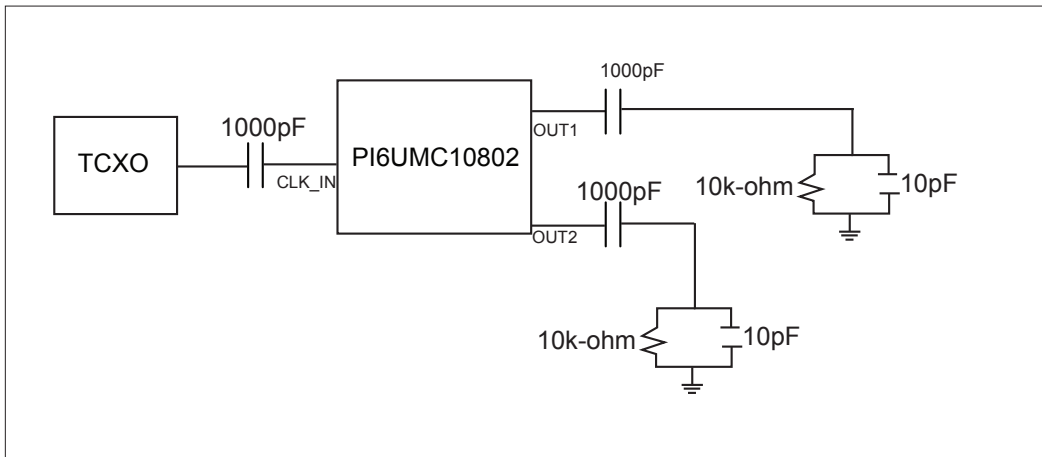 1000pF
1000pF
OUT1
TCXO
PI6UMC10802
CLK_IN
10k-ohm
10pF
1000pF
OUT2
10k-ohm
10pF